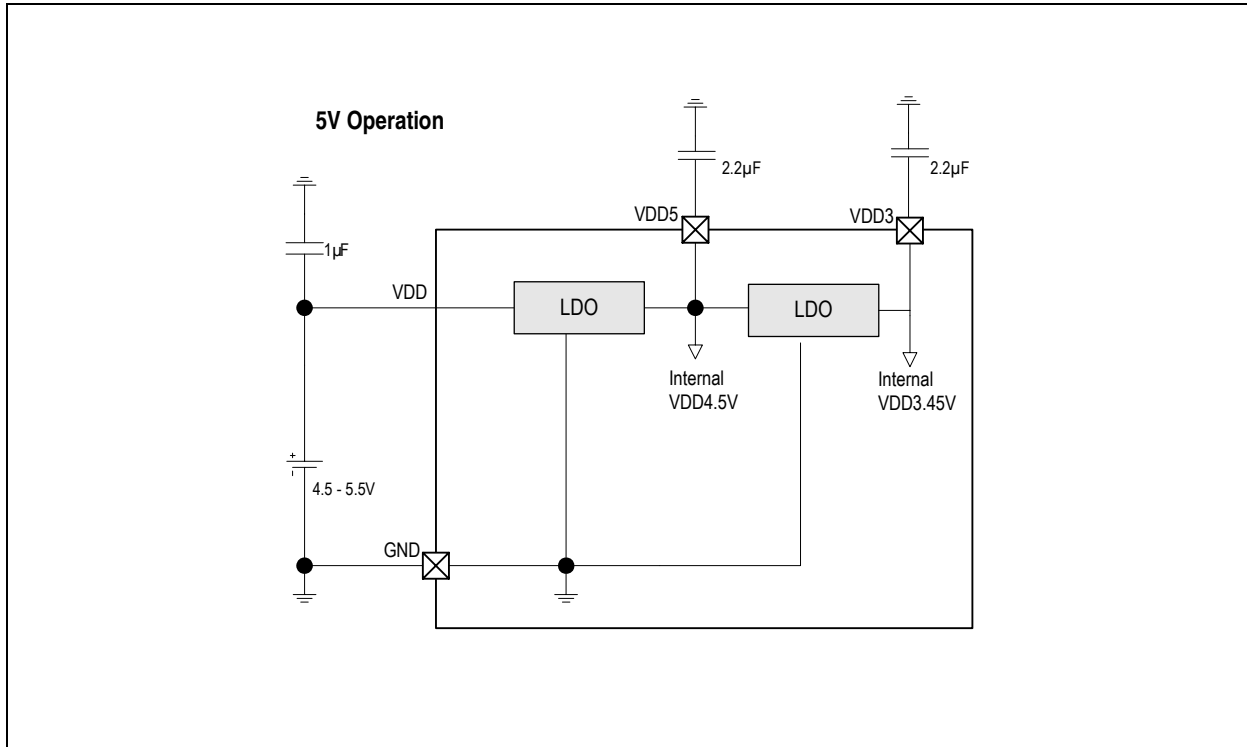 5V Operation
2.2µF
2.2µF
VDD5
VDD3
1µF
VDD
LDO
LDO
Internal
VDD4.5V
Internal
VDD3.45V
+
-
4.5 - 5.5V
GND